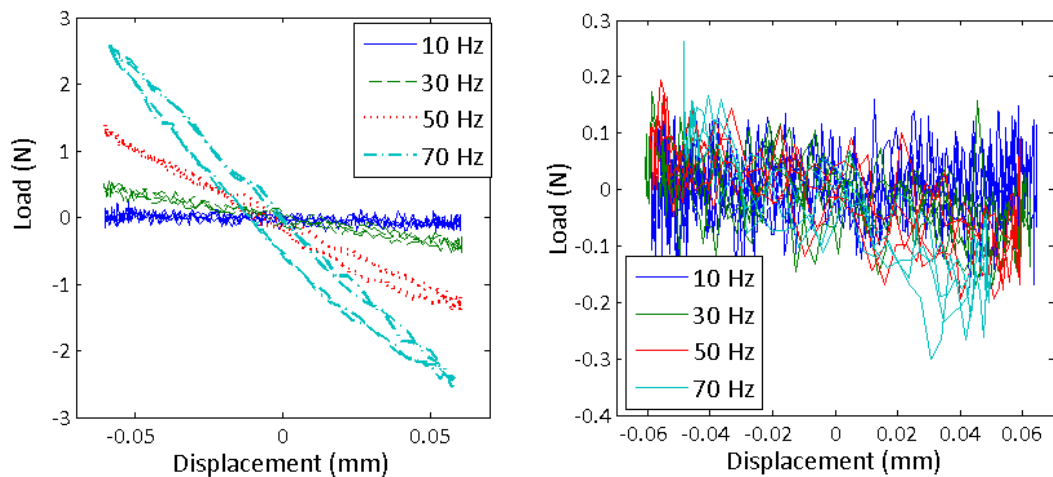 3
2
1
0
-1
-2
-3
Load (N)
-0.05
0
0.05
Displacement (mm)
10 Hz
30 Hz
50 Hz
70 Hz
0.3
0.2
0.1
0
-0.1
-0.2
-0.3
-0.4
Load (N)
-0.06
-0.04
-0.02
0
0.02
0.04
0.06
Displacement (mm)
10 Hz
30 Hz
50 Hz
70 Hz